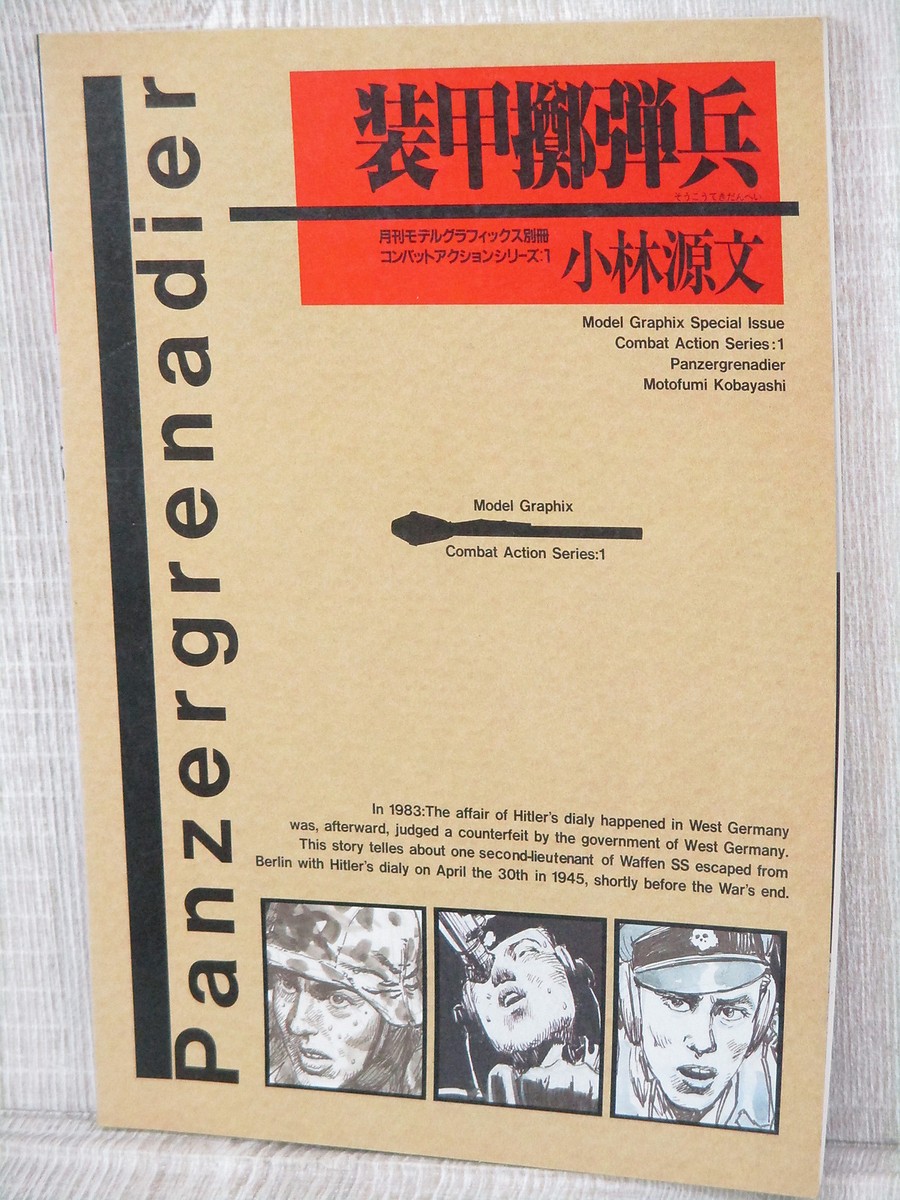 Panzergrenadier
装甲擲弾兵
そうこうてきだんへい
月刊モデルグラフィックス別冊
コンバットアクションシリーズ:1
小林源文
Model Graphix Special Issue
Combat Action Series:1
Panzergrenadier
Motofumi Kobayashi
Model Graphix
Combat Action Series:1
In 1983:The affair of Hitler's dialy happened in West Germany
was, afterward, judged a counterfeit by the government of West Germany.
This story telles about one second-lieutenant of Waffen SS escaped from
Berlin with Hitler's dialy on April the 30th in 1945, shortly before the War's end.